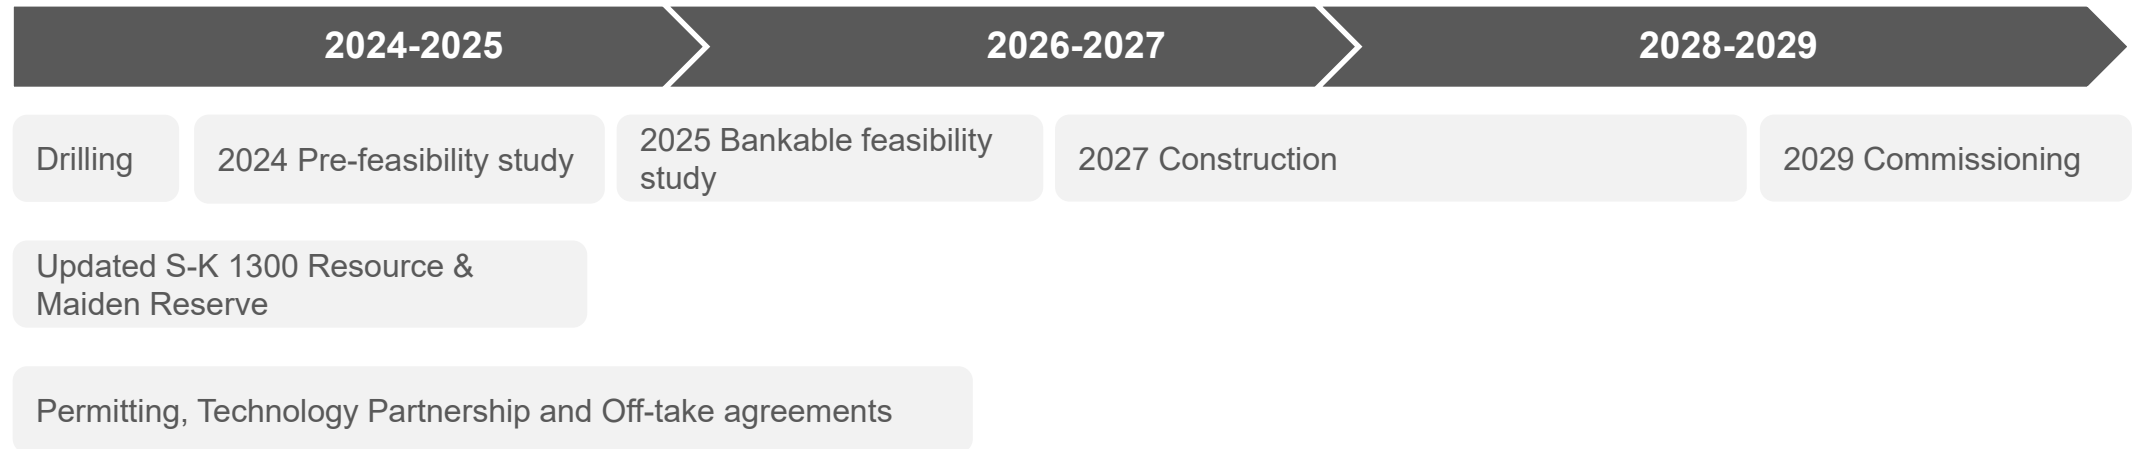 2024-2025
2026-2027
2028-2029
Drilling
2024 Pre-feasibility study
2025 Bankable feasibility
study
2027 Construction
2029 Commissioning
Updated S-K 1300 Resource &
Maiden Reserve
Permitting, Technology Partnership and Off-take agreements